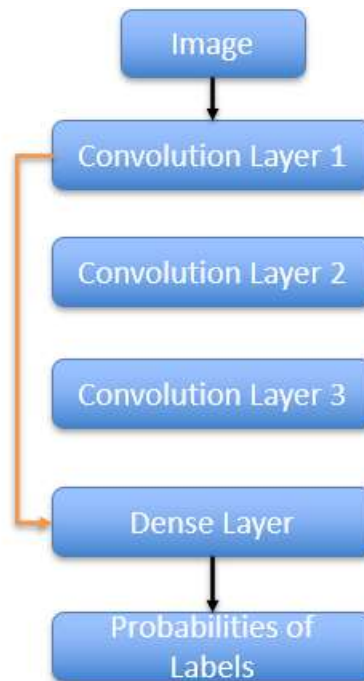 Image
Convolution Layer 1
Convolution Layer 2
Convolution Layer 3
Dense Layer
Probabilities of
Labels